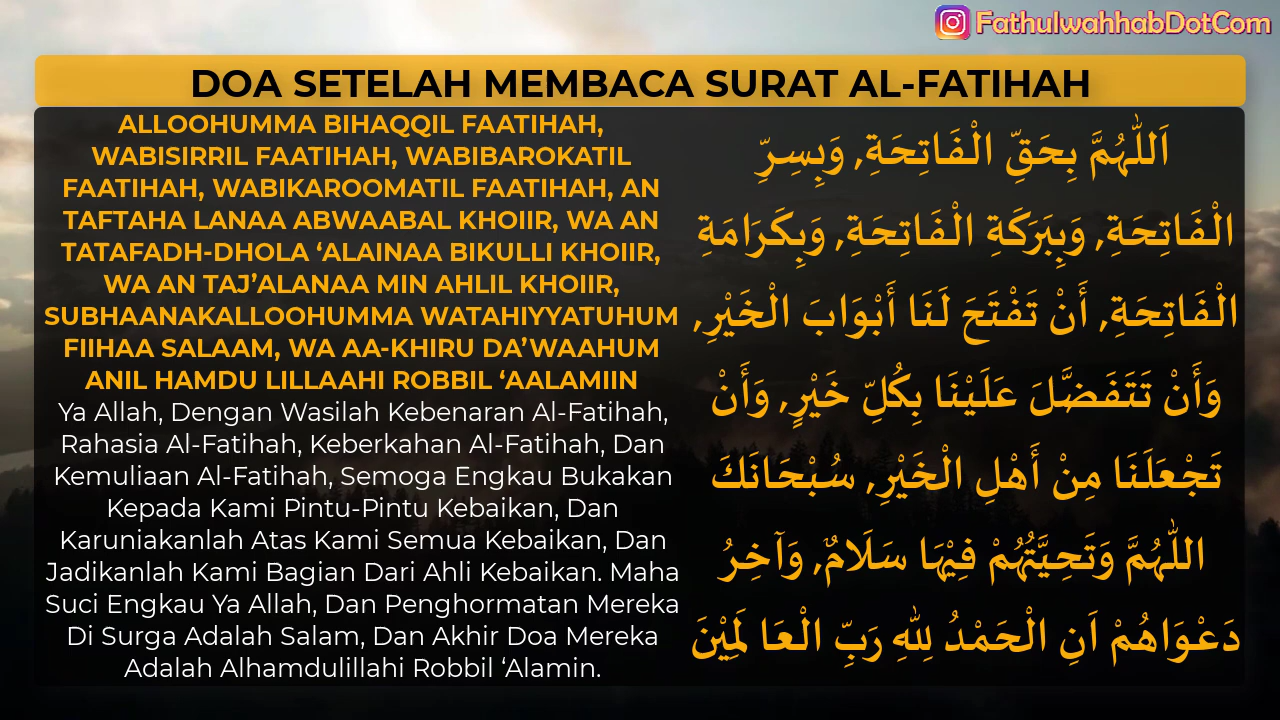 FathulwahhabDotCom
DOA SETELAH MEMBACA SURAT AL-FATIHAH
ALLOOHUMMA BIHAQQIL FAATIHAH,
WABISIRRIL FAATIHAH, WABIBAROKATIL
FAATIHAH, WABIKAROOMATIL FAATIHAH, AN
TAFTAHA LANAA ABWAABAL KHOIIR, WA AN
TATAFADH-DHOLA ‘ALAINAA BIKULLI KHOIIR,
WA AN TAJ’ALANAA MIN AHLIL KHOIIR,
SUBHAANAKALLOOHUMMA WATAHIYYATUHUM
FIIHAA SALAAM, WA AA-KHIRU DA’WAAHUM
ANIL HAMDU LILLAAHI ROBBIL ‘AALAMIIN
Ya Allah, Dengan Wasilah Kebenaran Al-Fatihah,
Rahasia Al-Fatihah, Keberkahan Al-Fatihah, Dan
Kemuliaan Al-Fatihah, Semoga Engkau Bukakan
Kepada Kami Pintu-Pintu Kebaikan, Dan
Karuniakanlah Atas Kami Semua Kebaikan, Dan
Jadikanlah Kami Bagian Dari Ahli Kebaikan. Maha
Suci Engkau Ya Allah, Dan Penghormatan Mereka
Di Surga Adalah Salam, Dan Akhir Doa Mereka
Adalah Alhamdulillahi Robbil ‘Alamin.
اَللّٰهُمَّ بِحَقِّ الْفَاتِحَةِ, وَبِسِرِّ
الْفَاتِحَةِ, وَبِبَرَكَةِ الْفَاتِحَةِ, وَبِكَرَامَةِ
الْفَاتِحَةِ, أَنْ تَفْتَحَ لَنَا أَبْوَابَ الْخَيْرِ,
وَأَنْ تَتَفَضَّلَ عَلَيْنَا بِكُلِّ خَيْرٍ, وَأَنْ
تَجْعَلَنَا مِنْ أَهْلِ الْخَيْرِ, سُبْحَانَكَ
اللّٰهُمَّ وَتَحِيَّتُهُمْ فِيْهَا سَلَامٌ, وَآخِرُ
دَعْوَاهُمْ اَنِ الْحَمْدُ لِلّٰهِ رَبِّ الْعَا لَمِيْنَ